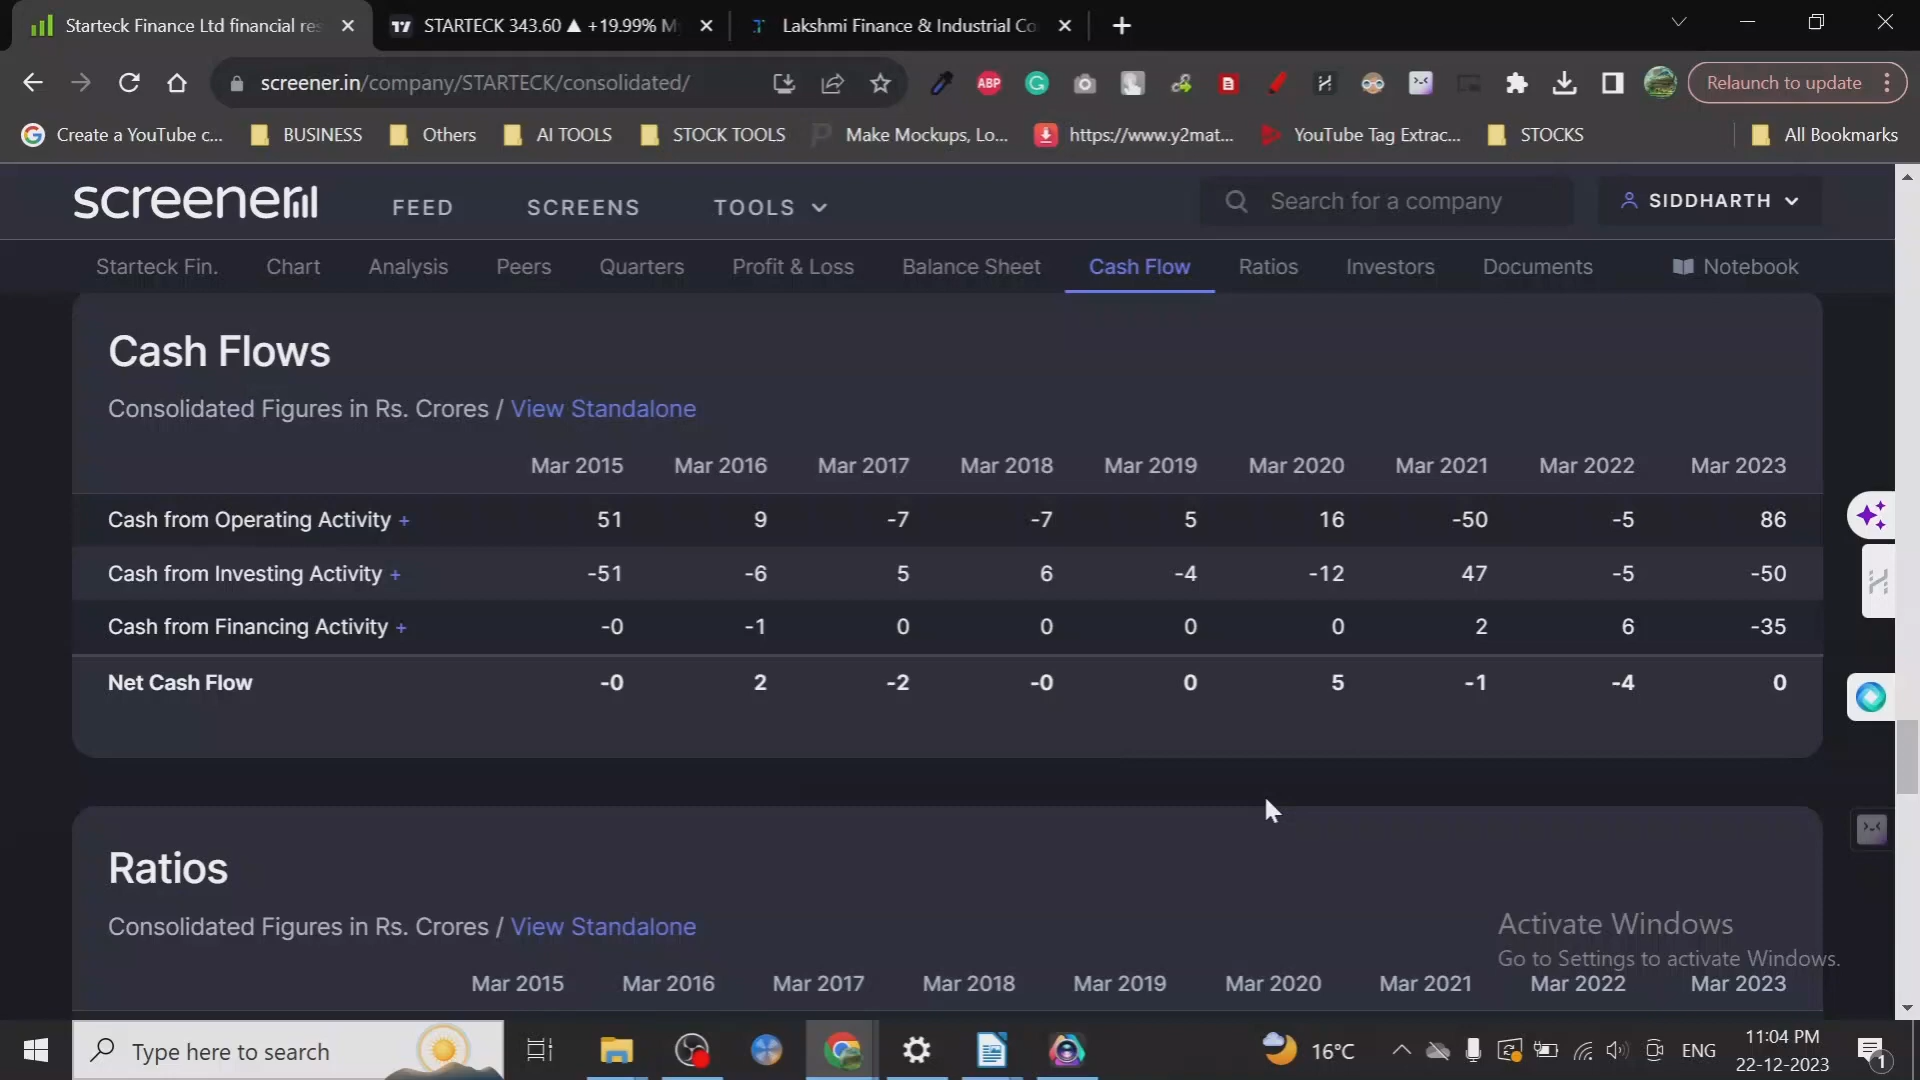 Starteck Finance Ltd financial res
STARTECK 343.60 ▲ +19.99%
Lakshmi Finance & Industrial Co
screener.in/company/STARTECK/consolidated/
ABP
Relaunch to update
Create a YouTube c...
BUSINESS
Others
AI TOOLS
STOCK TOOLS
Make Mockups, Lo...
https://www.y2mat...
YouTube Tag Extrac...
STOCKS
All Bookmarks
screener
FEED
SCREENS
TOOLS
Search for a company
SIDDHARTH
Starteck Fin.
Chart
Analysis
Peers
Quarters
Profit & Loss
Balance Sheet
Cash Flow
Ratios
Investors
Documents
Notebook
Cash Flows
Consolidated Figures in Rs. Crores / View Standalone
Mar 2015 Mar 2016 Mar 2017 Mar 2018 Mar 2019 Mar 2020 Mar 2021 Mar 2022 Mar 2023
Cash from Operating Activity + 51 9 -7 -7 5 16 -50 -5 86
Cash from Investing Activity + -51 -6 5 6 -4 -12 47 -5 -50
Cash from Financing Activity + -0 -1 0 0 0 0 2 6 -35
Net Cash Flow -0 2 -2 -0 0 5 -1 -4 0
Ratios
Consolidated Figures in Rs. Crores / View Standalone
Activate Windows
Go to Settings to activate Windows.
Mar 2015 Mar 2016 Mar 2017 Mar 2018 Mar 2019 Mar 2020 Mar 2021 Mar 2022 Mar 2023
Type here to search
16°C
ENG
11:04 PM
22-12-2023
1